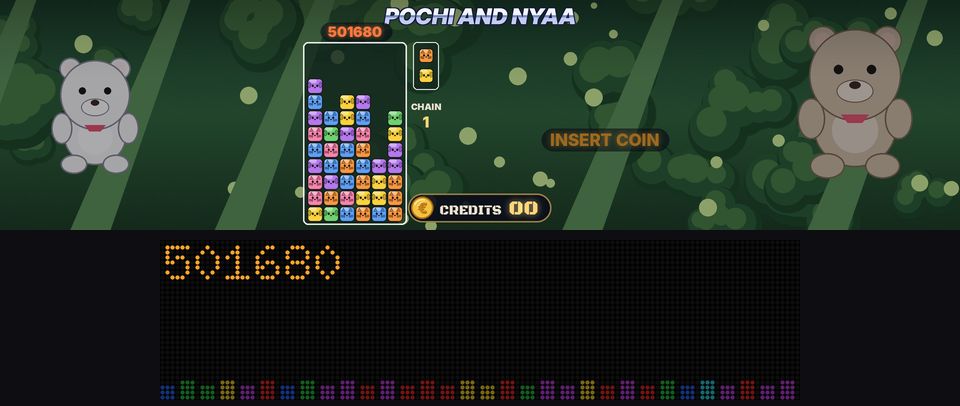 POCHI AND NYAA
501680
CHAIN
1
INSERT COIN
CREDITS 00
501680